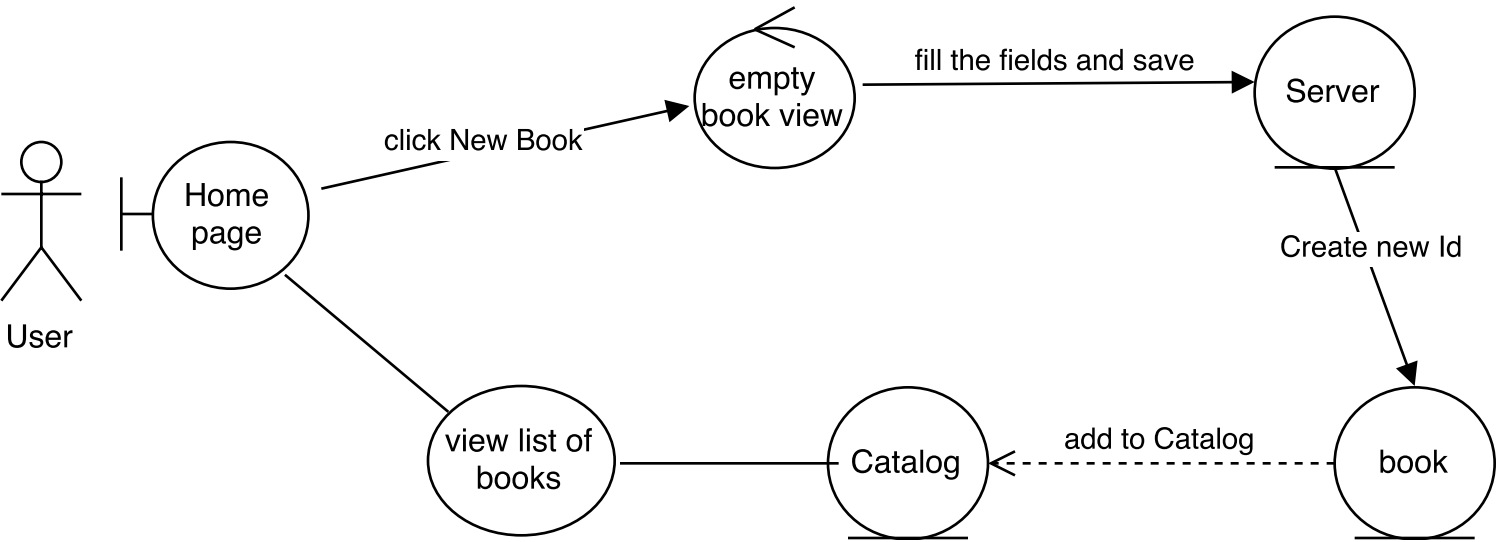 empty
book view
fill the fields and save
Server
click New Book
Home
page
User
Create new Id
view list of
books
Catalog
add to Catalog
book